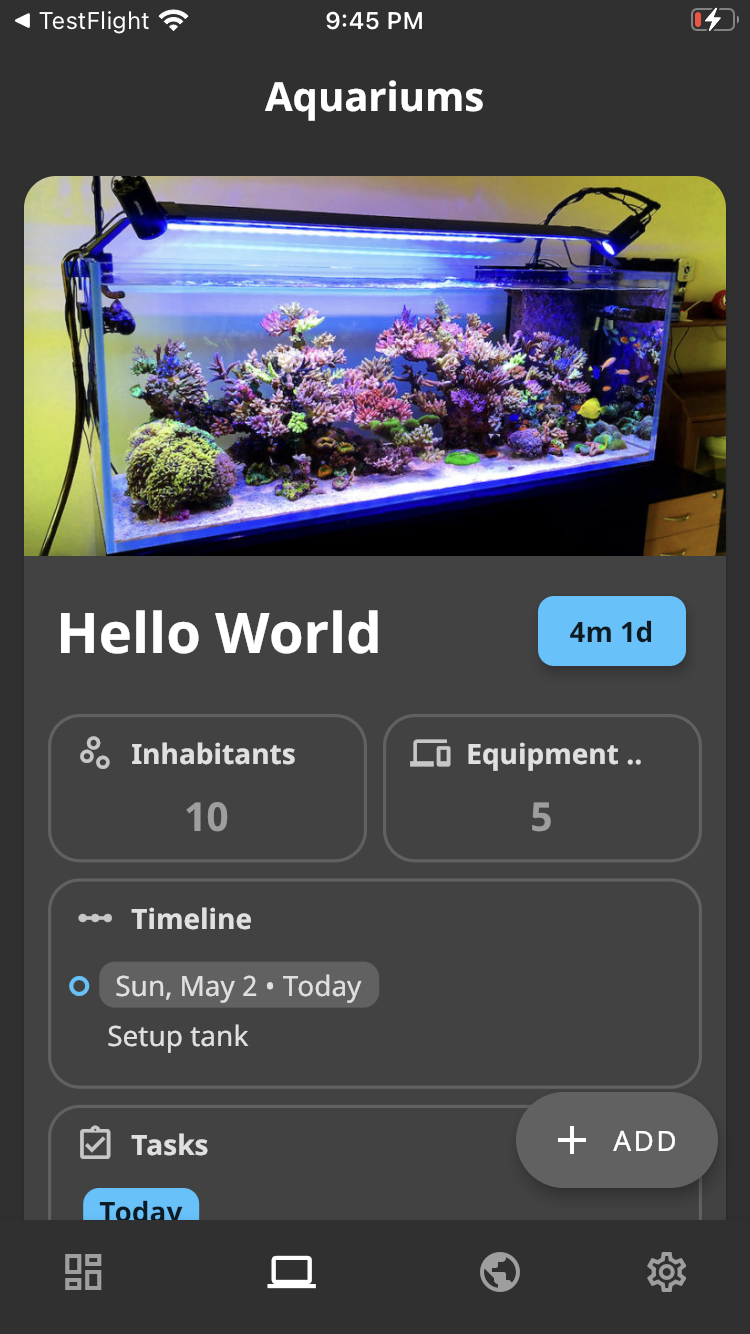 ◀ TestFlight 9:45 PM
Aquariums
Hello World 4m 1d
Inhabitants Equipment ..
10 5
Timeline
Sun, May 2 • Today
Setup tank
Tasks + ADD
Today